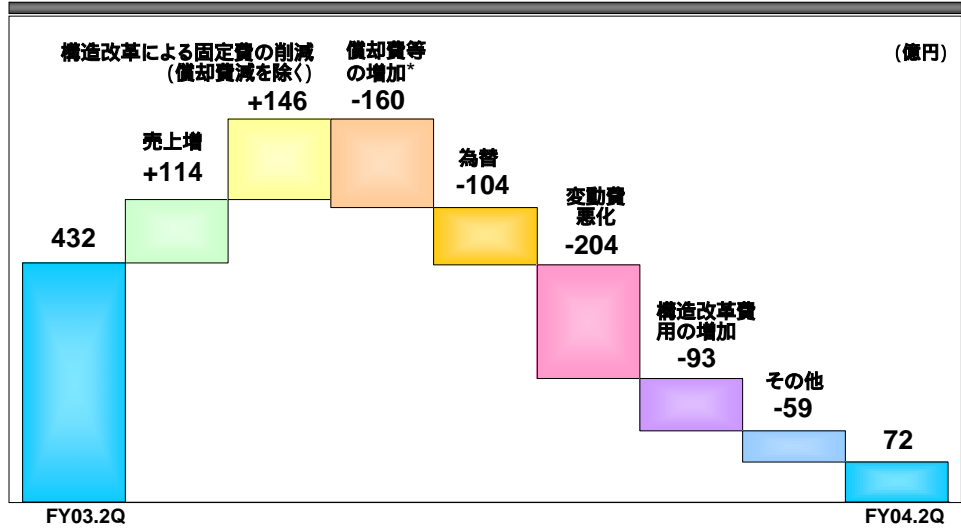 (億円)
構造改革による固定費の削減
(償却費減を除く)
+146
償却費等
の増加*
-160
売上増
+114
為替
-104
変動費
悪化
-204
432
構造改革費
用の増加
-93
その他
-59
72
FY03.2Q
FY04.2Q